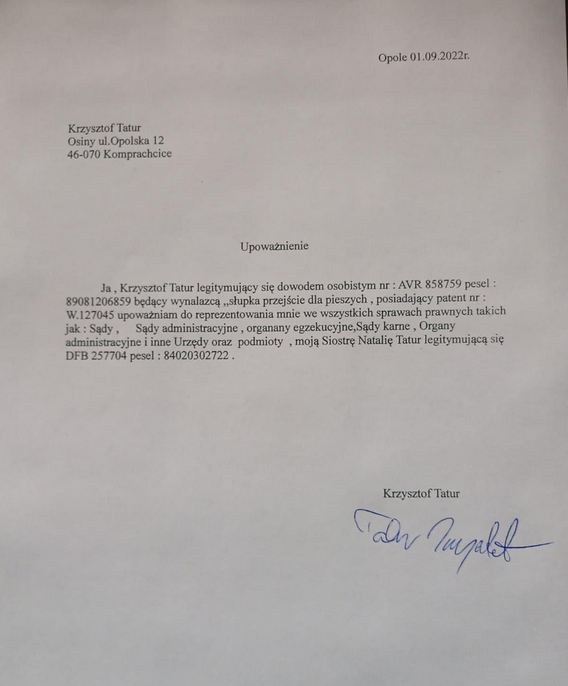 Opole 01.09.2022r.
Krzysztof Tatur
Osiny ul.Opolska 12
46-070 Komprachcice
Upoważnienie
Ja , Krzysztof Tatur legitymujący się dowodem osobistym nr : AVR 858759 pesel :
89081206859 będący wynalazcą ,,słupka przejście dla pieszych , posiadający patent nr :
W.127045 upoważniam do reprezentowania mnie we wszystkich sprawach prawnych takich
jak : Sądy , Sądy administracyjne , organany egzekucyjne,Sądy karne , Organy
administracyjne i inne Urzędy oraz podmioty , moją Siostrę Natalię Tatur legitymującą się
DFB 257704 pesel : 84020302722 .
Krzysztof Tatur
Tatur